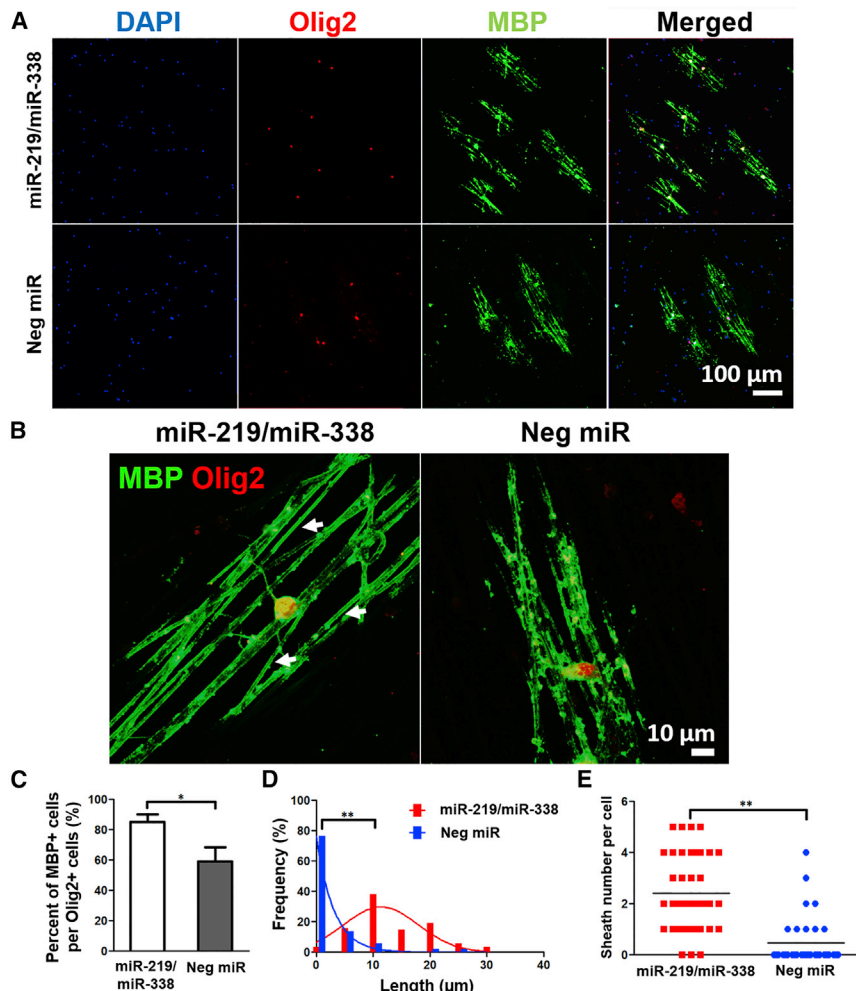 A
DAPI Olig2 MBP Merged
miR-219/miR-338
Neg miR
100 µm
B
miR-219/miR-338 Neg miR
MBP Olig2
10 µm
C
Percent of MBP+ cells
per Olig2+ cells (%)
100
80
60
40
20
0
*
miR-219/
miR-338
Neg miR
D
Frequency (%)
100
80
60
40
20
0
**
miR-219/miR-338
Neg miR
0 10 20 30 40
Length (um)
E
Sheath number per cell
6
4
2
0
**
miR-219/miR-338 Neg miR